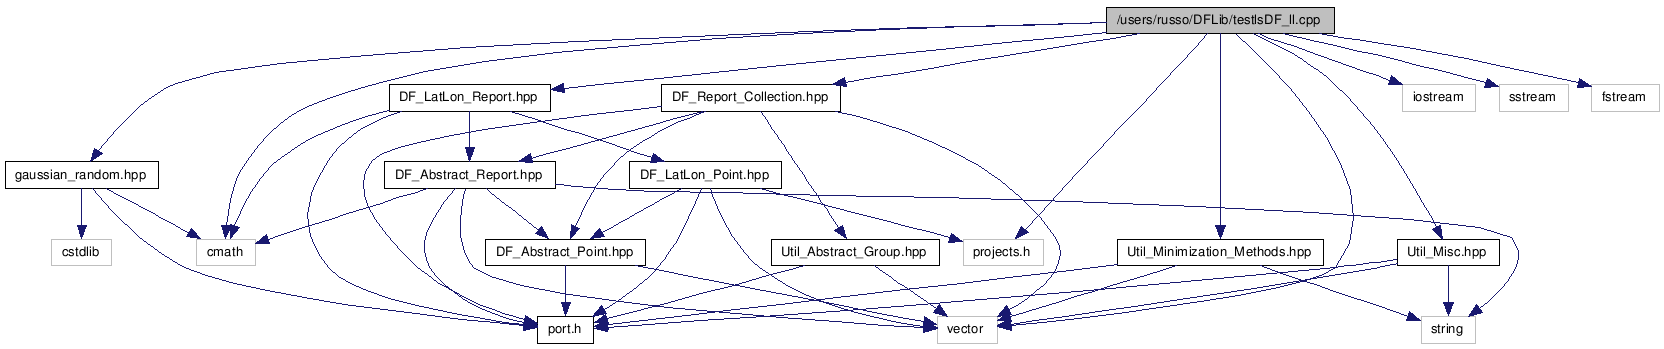 /users/russo/DFLib/testlsDF_ll.cpp
DF_LatLon_Report.hpp
DF_Report_Collection.hpp
iostream
sstream
fstream
gaussian_random.hpp
DF_Abstract_Report.hpp
DF_LatLon_Point.hpp
cstdlib
cmath
DF_Abstract_Point.hpp
Util_Abstract_Group.hpp
projects.h
Util_Minimization_Methods.hpp
Util_Misc.hpp
port.h
vector
string